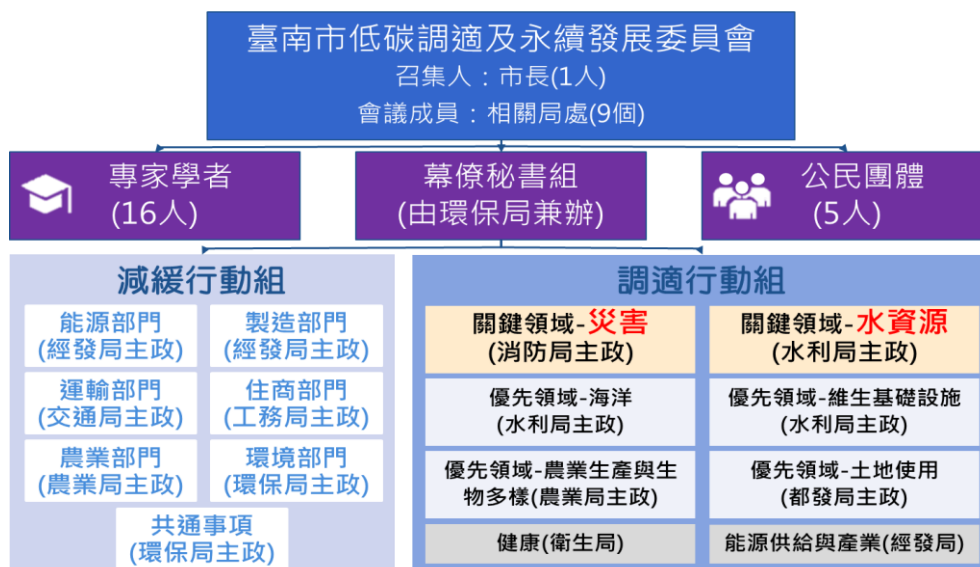 臺南市低碳調適及永續發展委員會
召集人：市長(1人)
會議成員：相關局處(9個)
專家學者
(16人)
幕僚秘書組
(由環保局兼辦)
公民團體
(5人)
減緩行動組
能源部門
(經發局主政)
製造部門
(經發局主政)
運輸部門
(交通局主政)
住商部門
(工務局主政)
農業部門
(農業局主政)
環境部門
(環保局主政)
共通事項
(環保局主政)
調適行動組
關鍵領域-災害
(消防局主政)
關鍵領域-水資源
(水利局主政)
優先領域-海洋
(水利局主政)
優先領域-維生基礎設施
(水利局主政)
優先領域-農業生產與生
物多樣(農業局主政)
優先領域-土地使用
(都發局主政)
健康(衛生局)
能源供給與產業(經發局)